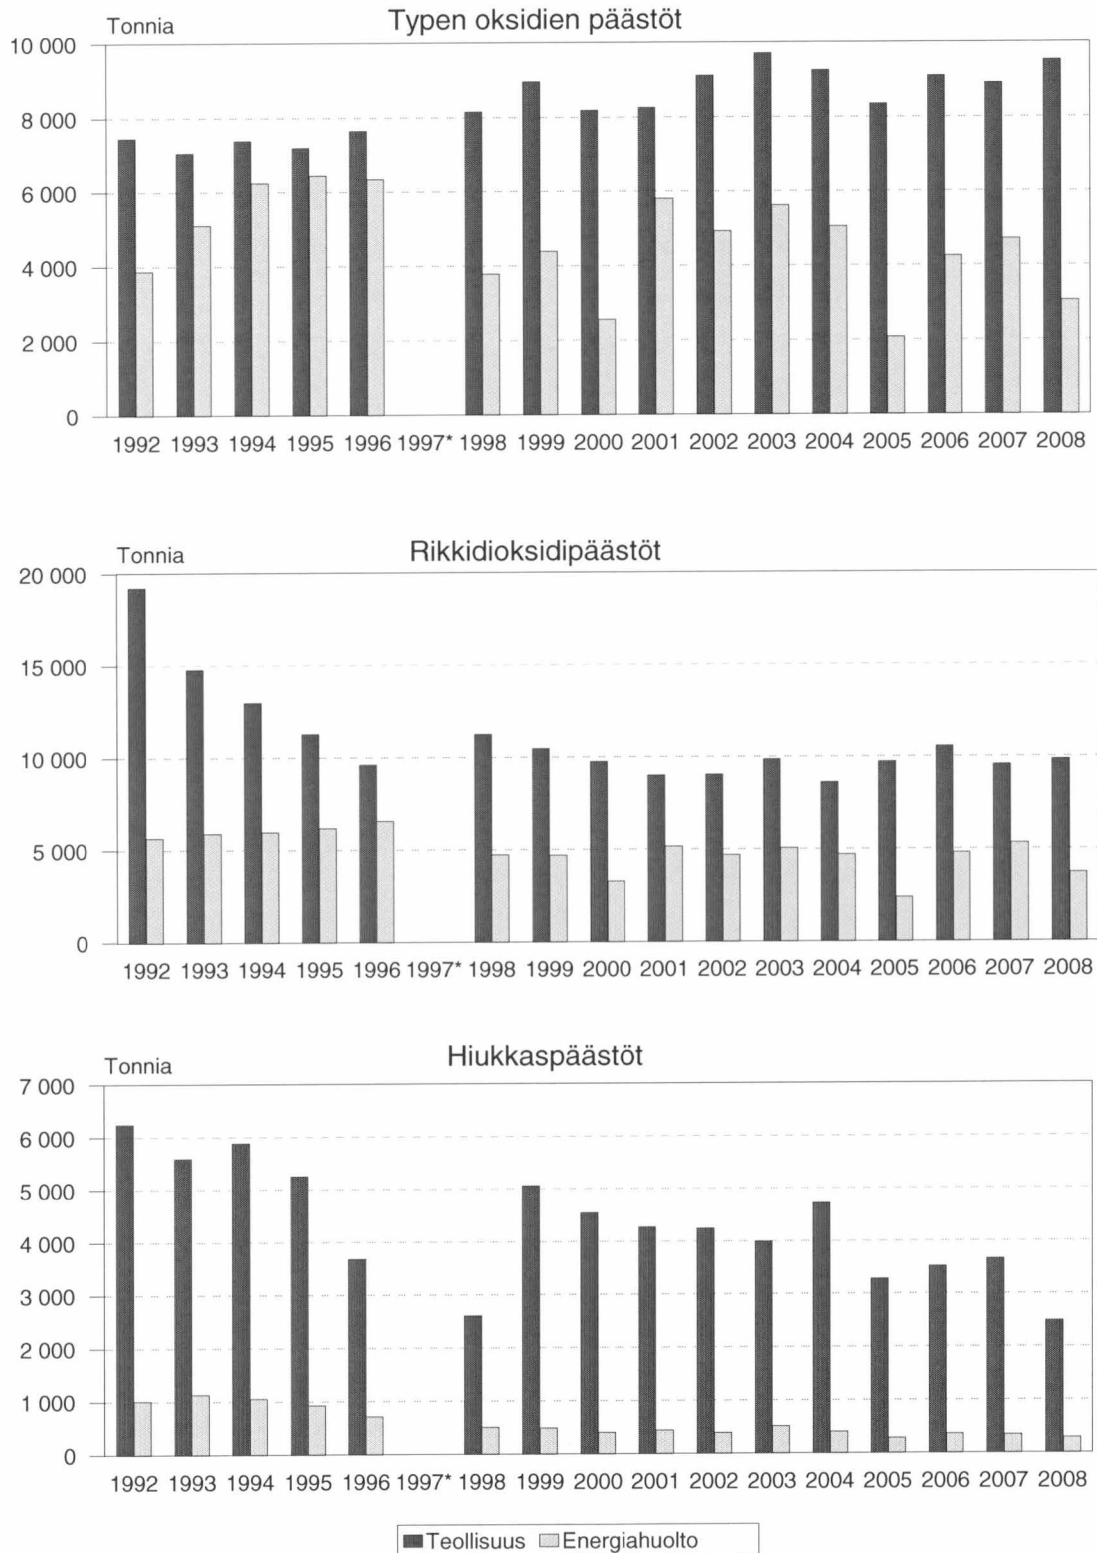 Typen oksidien päästöt
Tonnia
10 000
8 000
6 000
4 000
2 000
0
1992 1993 1994 1995 1996 1997* 1998 1999 2000 2001 2002 2003 2004 2005 2006 2007 2008
Rikkidioksidipäästöt
Tonnia
20 000
15 000
10 000
5 000
0
1992 1993 1994 1995 1996 1997* 1998 1999 2000 2001 2002 2003 2004 2005 2006 2007 2008
Hiukkaspäästöt
Tonnia
7 000
6 000
5 000
4 000
3 000
2 000
1 000
0
1992 1993 1994 1995 1996 1997* 1998 1999 2000 2001 2002 2003 2004 2005 2006 2007 2008
Teollisuus Energiahuolto